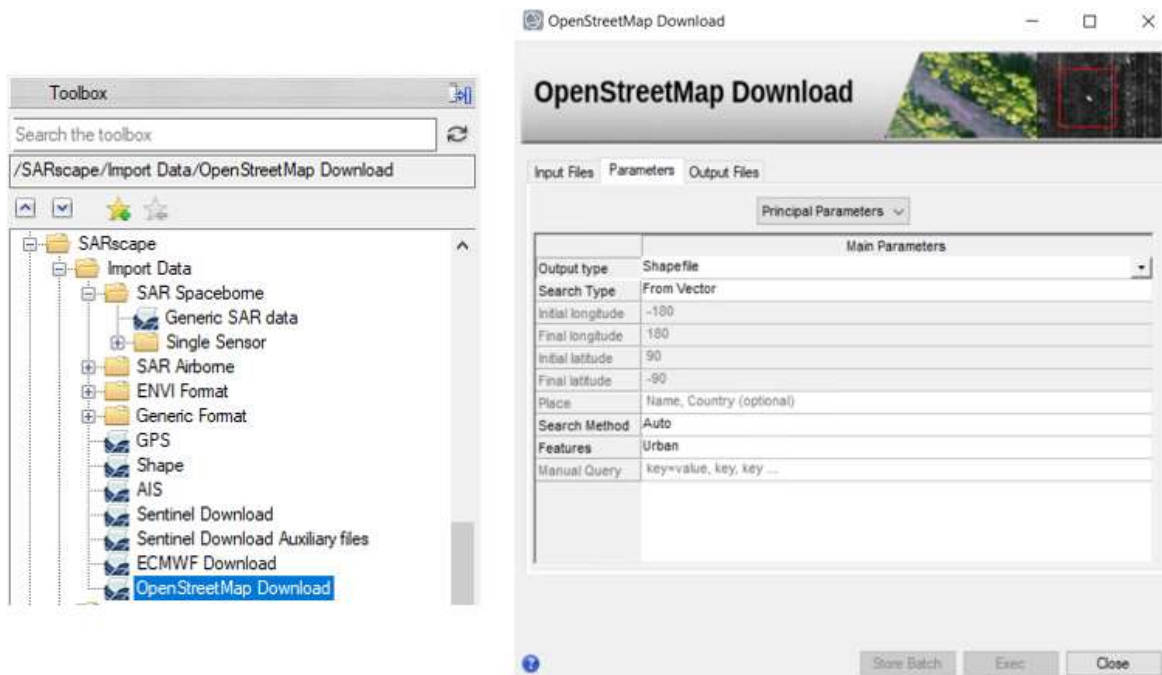 Toolbox
Search the toolbox
/SARscape/Import Data/OpenStreetMap Download
SARscape
Import Data
SAR Spaceborne
Generic SAR data
Single Sensor
SAR Airborne
ENVI Format
Generic Format
GPS
Shape
AIS
Sentinel Download
Sentinel Download Auxiliary files
ECMWF Download
OpenStreetMap Download
OpenStreetMap Download
OpenStreetMap Download
Input Files Parameters Output Files
Principal Parameters
Main Parameters
Output type Shapefile
Search Type From Vector
Initial longitude -180
Final longitude 180
Initial latitude 90
Final latitude -90
Place Name, Country (optional)
Search Method Auto
Features Urban
Manual Query key=value, key, key ...
Store Batch Exec Close